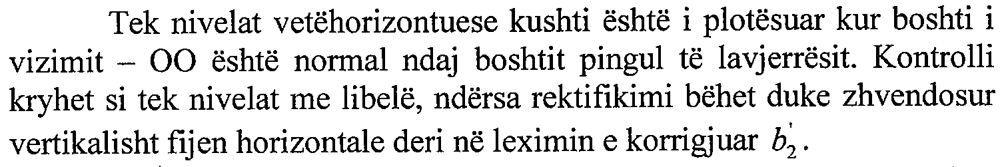 Tek nivelat vetëhorizontuese kushti është i plotësuar kur boshti i
vizimit – OO është normal ndaj boshtit pingul të lavjerrësit. Kontrolli
kryhet si tek nivelat me libelë, ndërsa rektifikimi bëhet duke zhvendosur
vertikalisht fijen horizontale deri në leximin e korrigjuar b₂'.